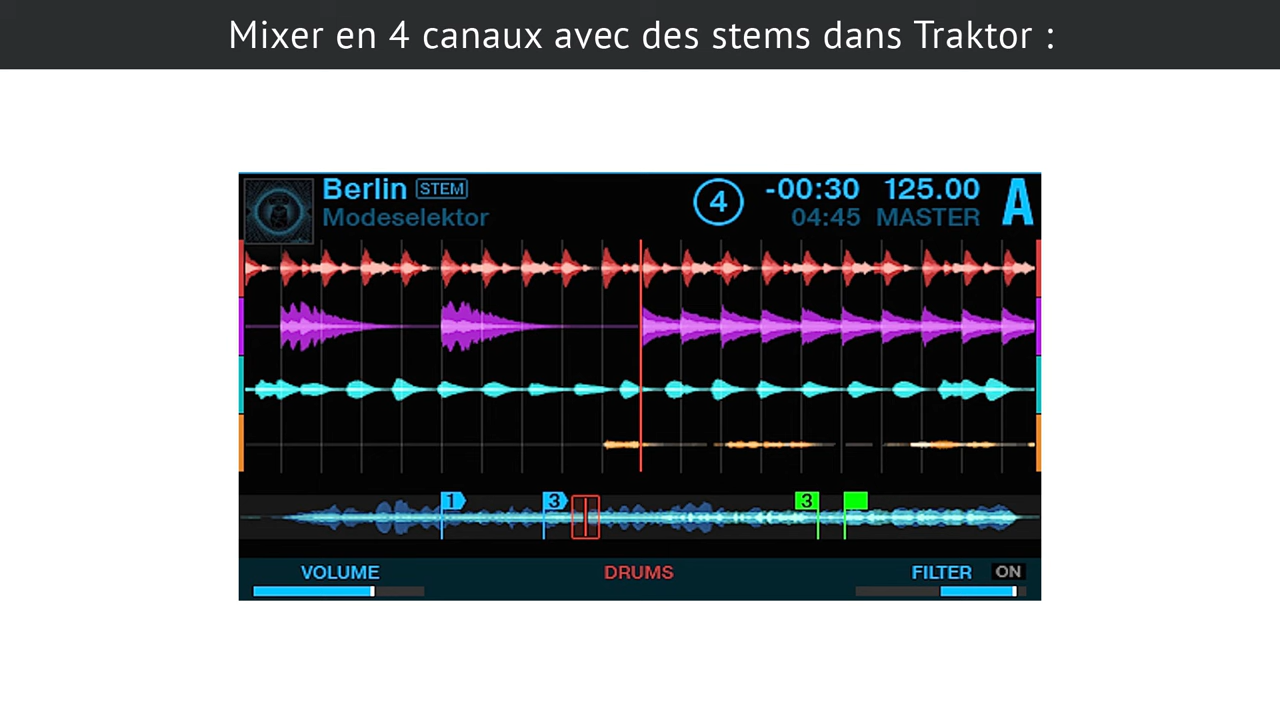 Mixer en 4 canaux avec des stems dans Traktor :
Berlin STEM
Modeselektor
4
-00:30 125.00
04:45 MASTER
A
1 3 3
VOLUME DRUMS FILTER ON